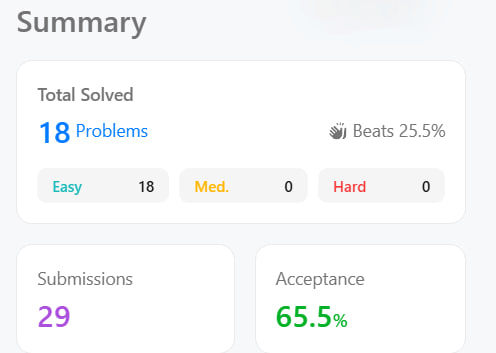 Summary
Total Solved
18 Problems
Beats 25.5%
Easy 18
Med. 0
Hard 0
Submissions
29
Acceptance
65.5%